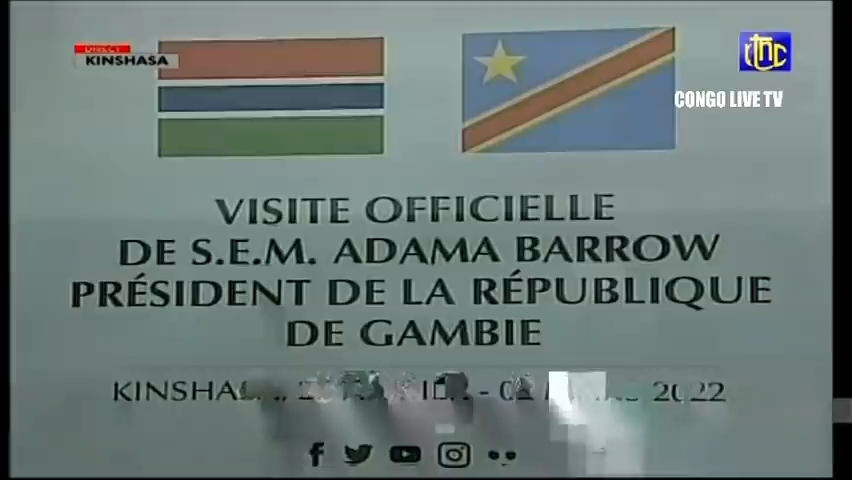 DIRECT
KINSHASA
CONGO LIVE TV
VISITE OFFICIELLE
DE S.E.M. ADAMA BARROW
PRÉSIDENT DE LA RÉPUBLIQUE
DE GAMBIE
- 2022